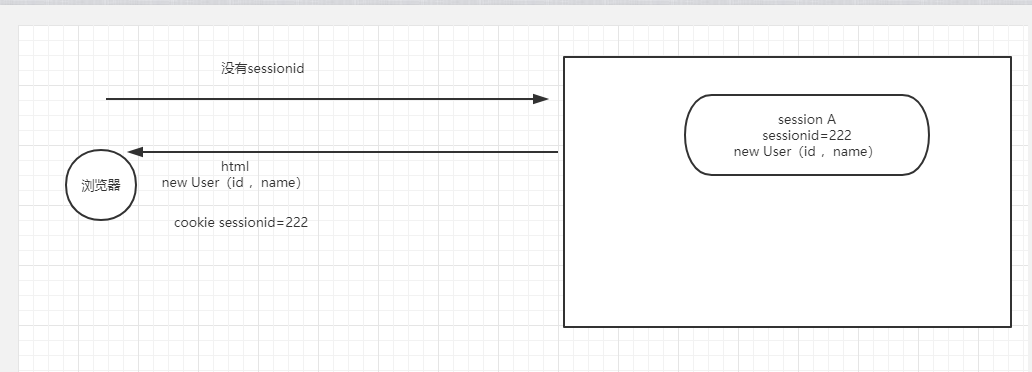 没有sessionid
session A
sessionid=222
new User（id ，name）
html
new User（id ，name）
浏览器
cookie sessionid=222